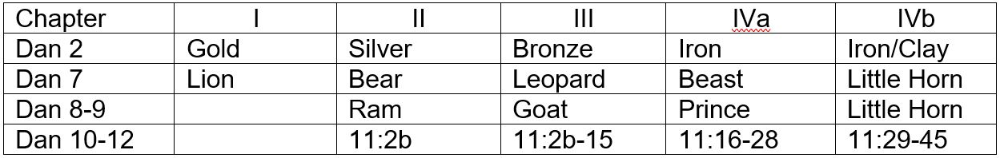 Chapter I II III IVa IVb
Dan 2 Gold Silver Bronze Iron Iron/Clay
Dan 7 Lion Bear Leopard Beast Little Horn
Dan 8-9 Ram Goat Prince Little Horn
Dan 10-12 11:2b 11:2b-15 11:16-28 11:29-45